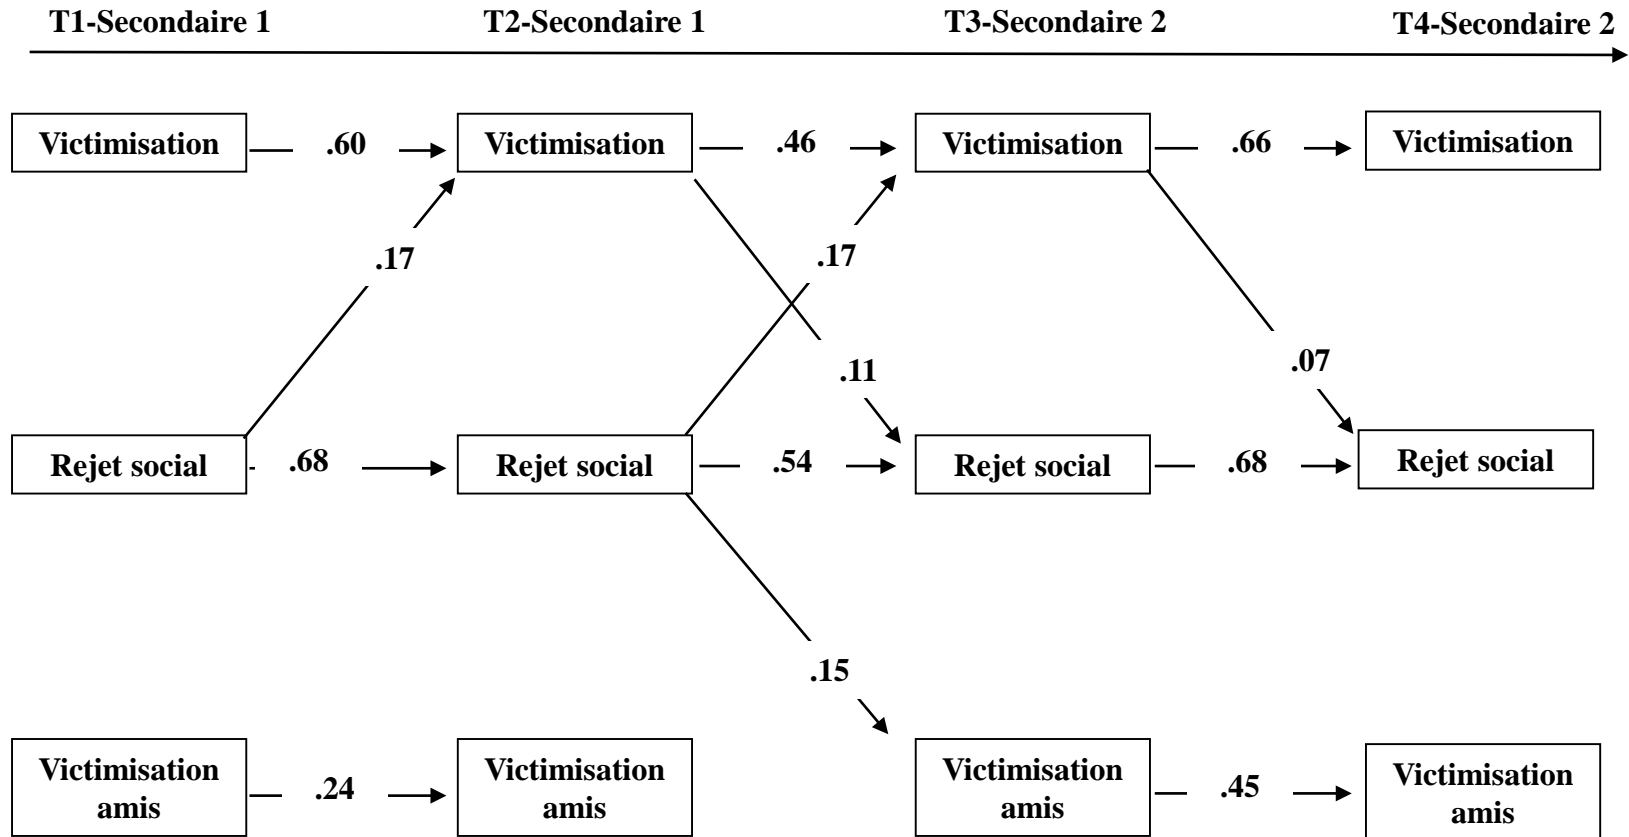 T1-Secondaire 1 T2-Secondaire 1 T3-Secondaire 2 T4-Secondaire 2
Victimisation .60 Victimisation .46 Victimisation .66 Victimisation
.17 .17
.11 .07
Rejet social .68 Rejet social .54 Rejet social .68 Rejet social
.15
Victimisation amis .24 Victimisation amis Victimisation amis .45 Victimisation amis